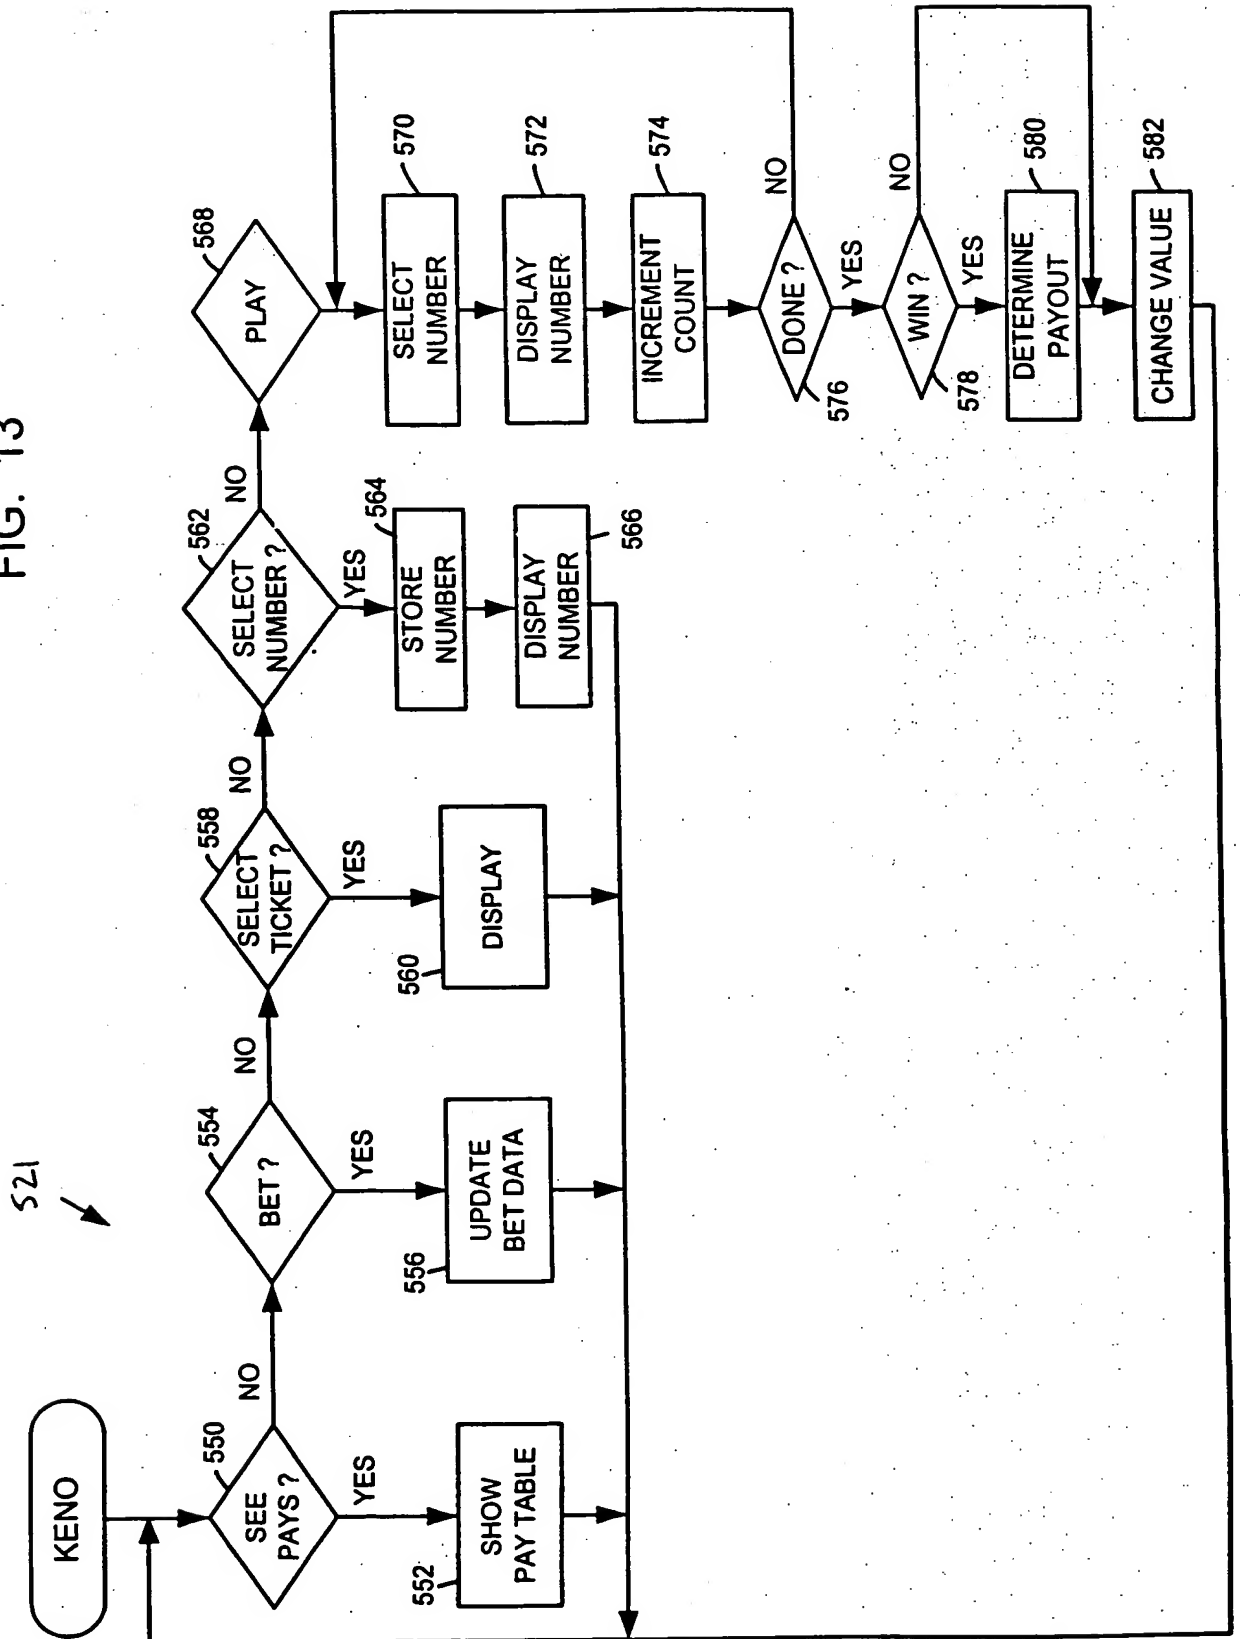 FIG. 13
521
KENO
SEE
PAYS ?
550
NO
YES
SHOW
PAY TABLE
552
BET ?
554
NO
YES
UPDATE
BET DATA
556
SELECT
TICKET ?
558
NO
YES
DISPLAY
560
SELECT
NUMBER ?
562
NO
YES
STORE
NUMBER
564
DISPLAY
NUMBER
566
PLAY
568
SELECT
NUMBER
570
DISPLAY
NUMBER
572
INCREMENT
COUNT
574
DONE ?
576
NO
YES
WIN ?
578
NO
YES
DETERMINE
PAYOUT
580
CHANGE VALUE
582